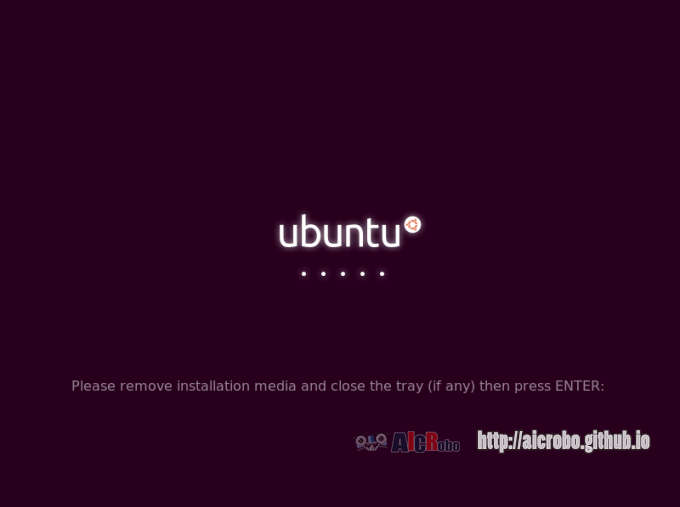 ubuntu
Please remove installation media and close the tray (if any) then press ENTER:
AicRobo http://aicrobo.github.io